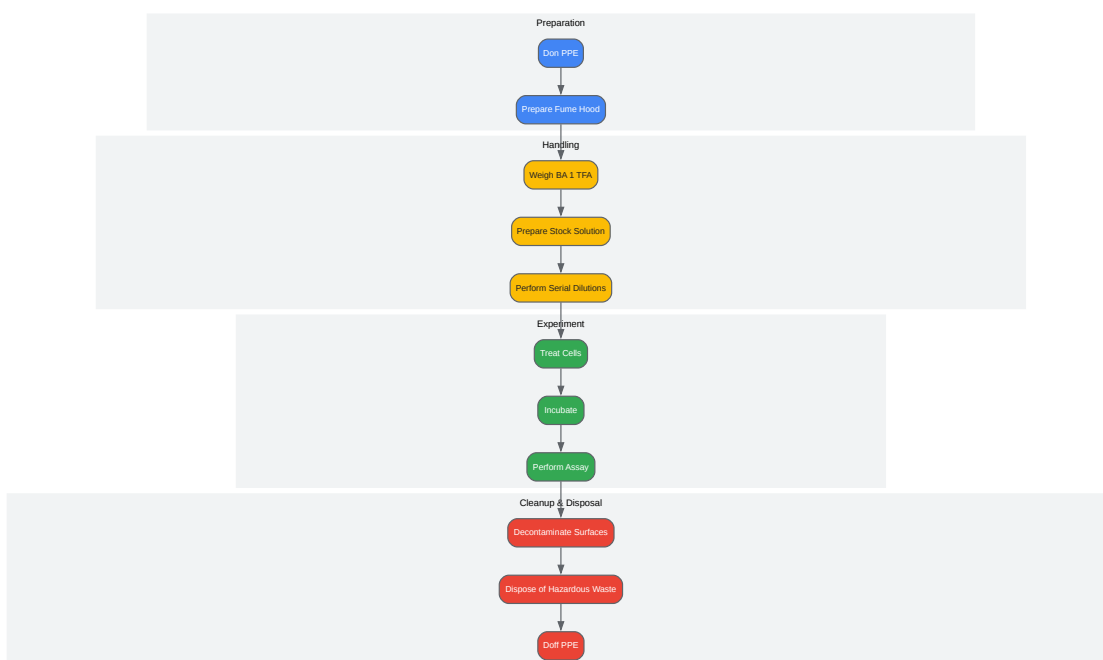 Preparation
Don PPE
Prepare Fume Hood
Handling
Weigh BA 1 TFA
Prepare Stock Solution
Perform Serial Dilutions
Experiment
Treat Cells
Incubate
Perform Assay
Cleanup & Disposal
Decontaminate Surfaces
Dispose of Hazardous Waste
Doff PPE